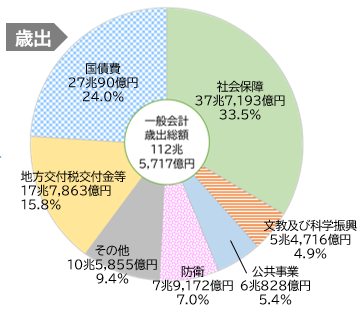 歳出
国債費
27兆90億円
24.0%
社会保障
37兆7,193億円
33.5%
一般会計
歳出総額
112兆
5,717億円
地方交付税交付金等
17兆7,863億円
15.8%
文教及び科学振興
5兆4,716億円
4.9%
その他
10兆5,855億円
9.4%
防衛
7兆9,172億円
7.0%
公共事業
6兆828億円
5.4%